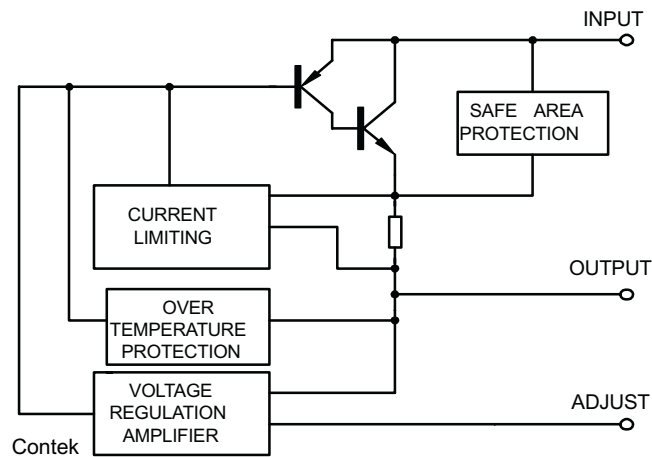 INPUT
SAFE AREA
PROTECTION
CURRENT
LIMITING
OUTPUT
OVER
TEMPERATURE
PROTECTION
VOLTAGE
REGULATION
AMPLIFIER
ADJUST
Contek